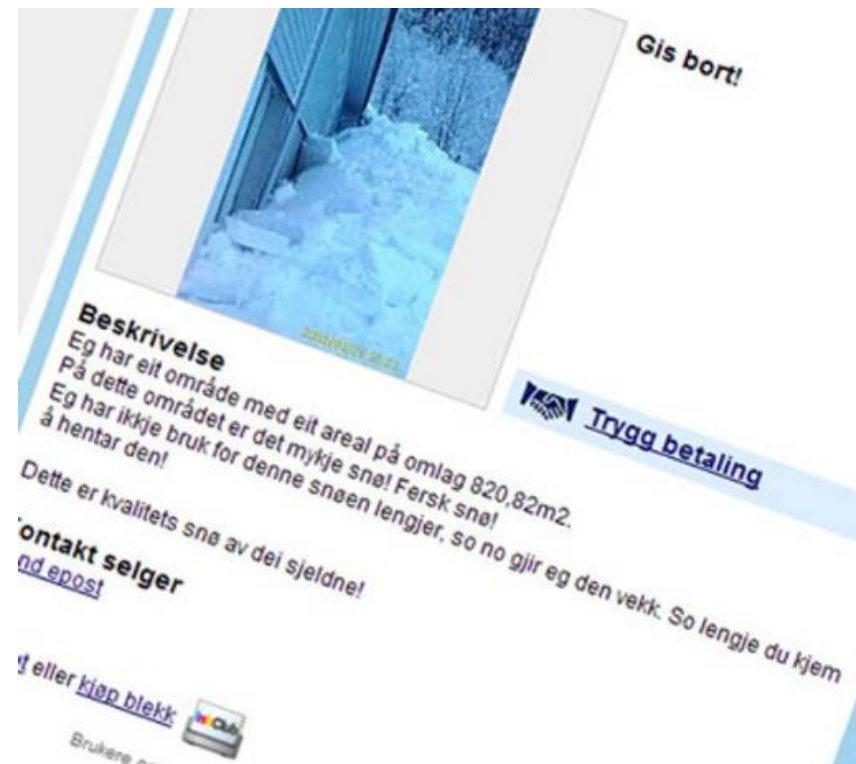 Gis bort!
Beskrivelse
Eg har eit område med eit areal på omlag 820,82m2.
På dette området er det mykje snø! Fersk snø!
Eg har ikkje bruk for denne snøen lengjer, so no gjir eg den vekk. So lengje du kjem
å hentar den!
Dette er kvalitets snø av dei sjeldne!
Trygg betaling
ontakt selger
nd epost
eller kjøp blekk
Brukere